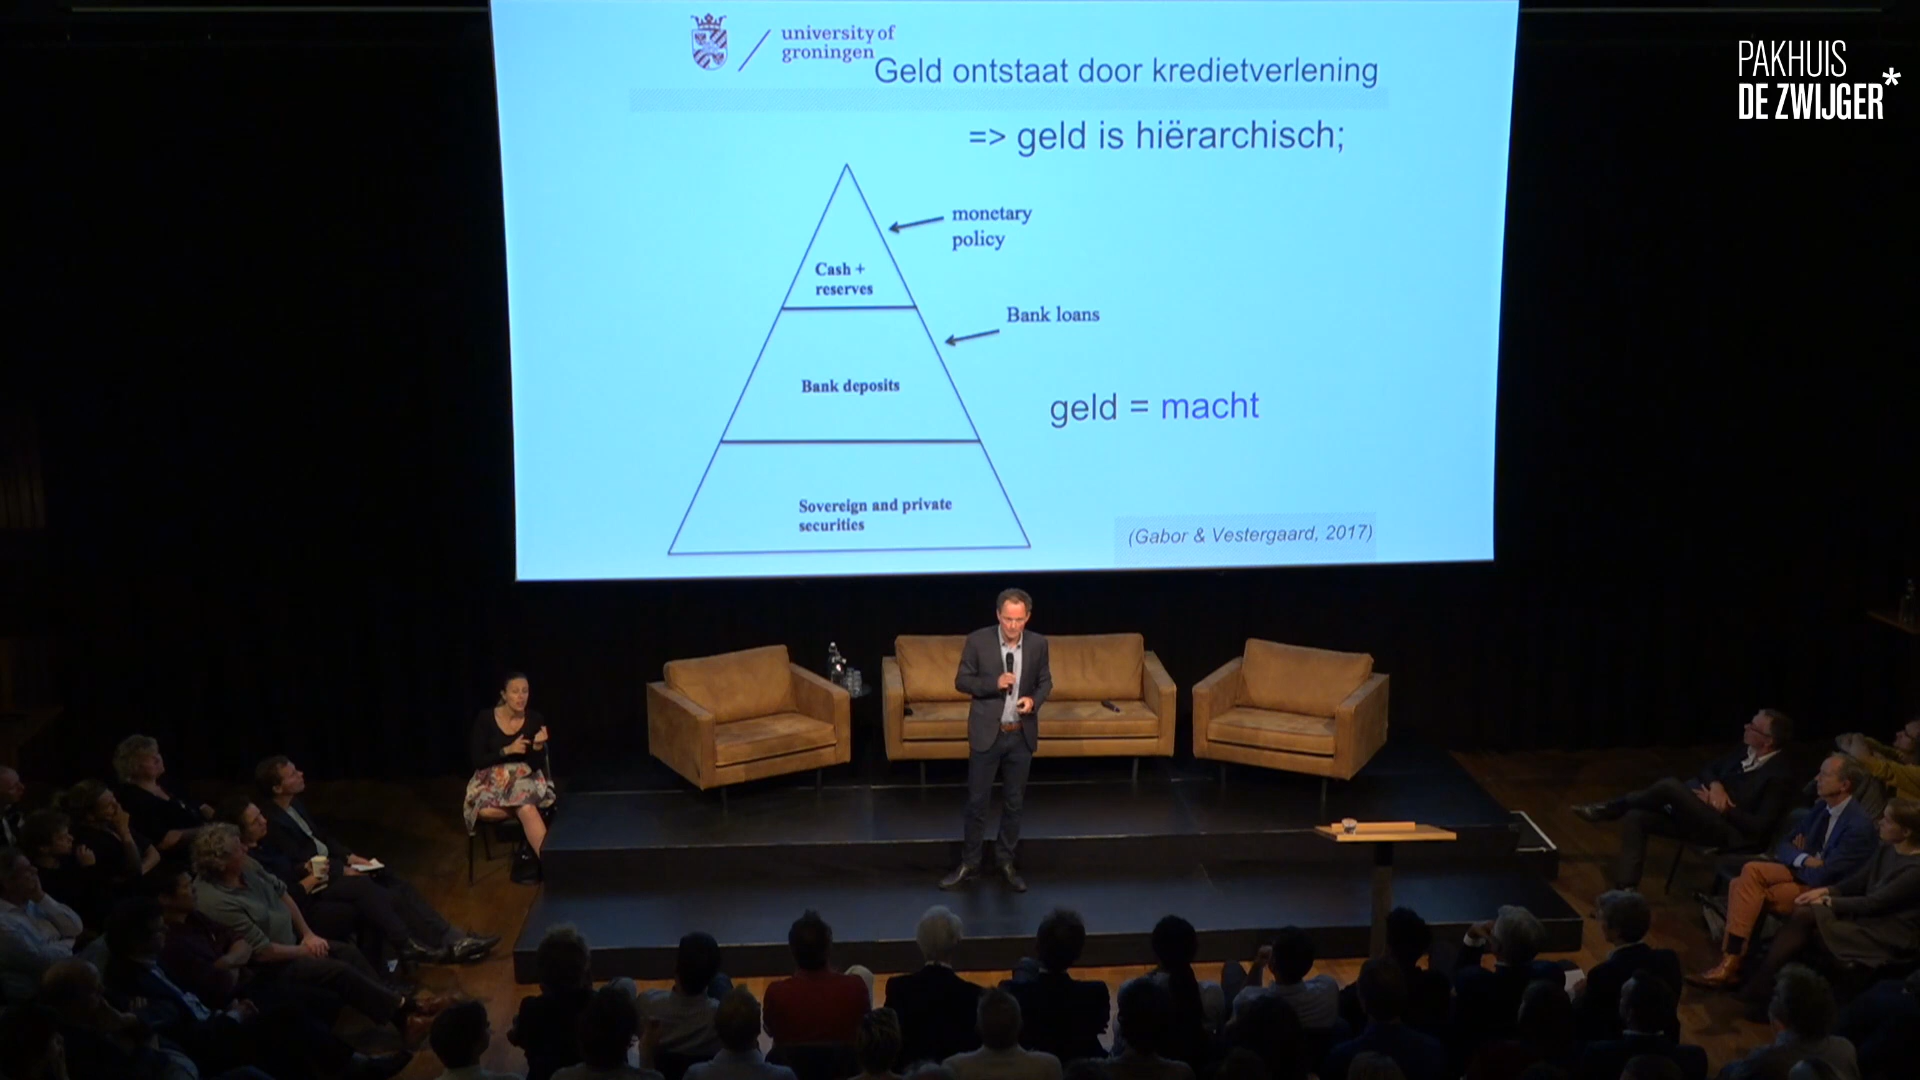 university of
groningen
Geld ontstaat door kredietverlening
=> geld is hiërarchisch;
monetary
policy
Cash +
reserves
Bank loans
Bank deposits
geld = macht
Sovereign and private
securities
(Gabor & Vestergaard, 2017)
PAKHUIS
DE ZWIJGER*